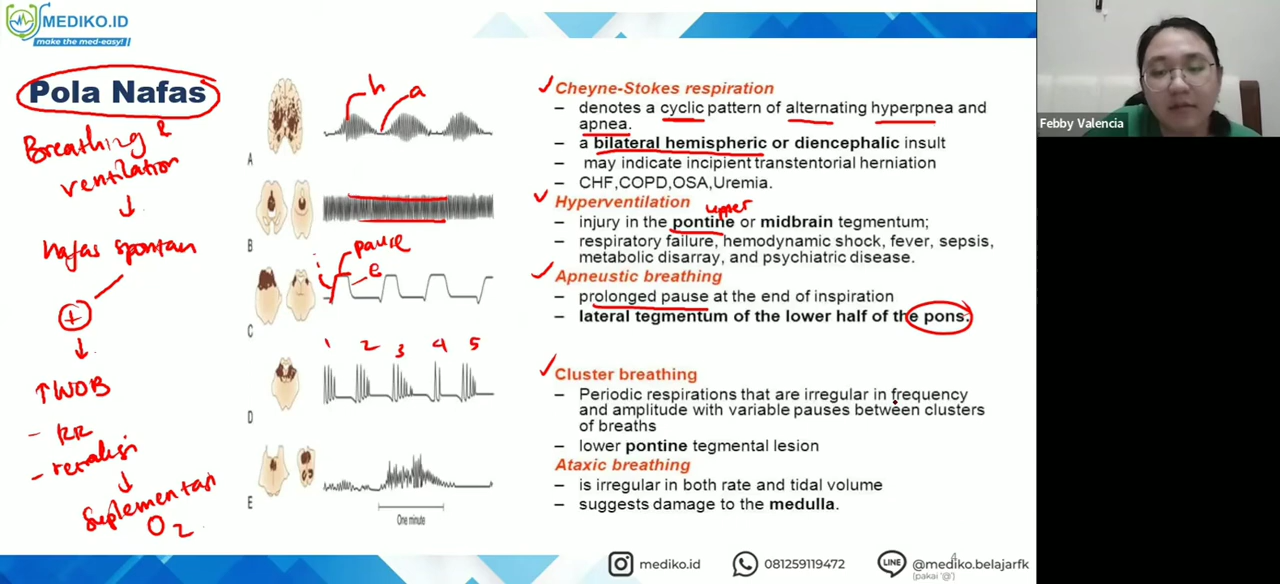 MEDIKO.ID
make the med-easy!
Pola Nafas
Breathing &
ventilation
nafas spontan
+
↑ WOB
- RR
- retraksi
Suplementasi
O2
h
a
A
B
pause
i
e
C
1 2 3 4 5
D
E
One minute
Cheyne-Stokes respiration
– denotes a cyclic pattern of alternating hyperpnea and
apnea.
– a bilateral hemispheric or diencephalic insult
– may indicate incipient transtentorial herniation
– CHF,COPD,OSA,Uremia.
Hyperventilation
upper
– injury in the pontine or midbrain tegmentum;
– respiratory failure, hemodynamic shock, fever, sepsis,
metabolic disarray, and psychiatric disease.
Apneustic breathing
– prolonged pause at the end of inspiration
– lateral tegmentum of the lower half of the pons.
Cluster breathing
– Periodic respirations that are irregular in frequency
and amplitude with variable pauses between clusters
of breaths
– lower pontine tegmental lesion
Ataxic breathing
– is irregular in both rate and tidal volume
– suggests damage to the medulla.
mediko.id
081259119472
LINE
@mediko.belajarfk
(pakai '@')
Febby Valencia